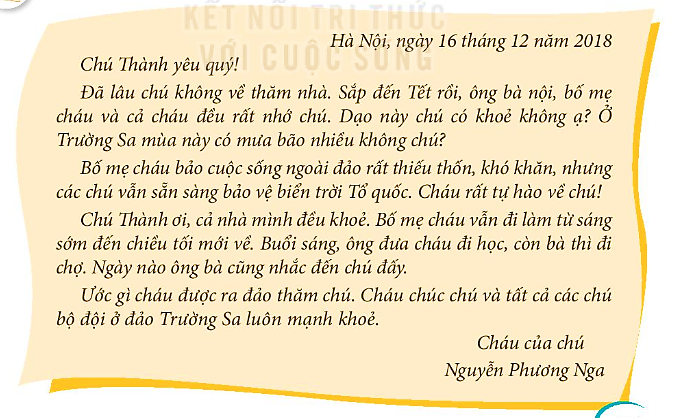 KẾT NỐI TRI THỨC
VỚI CUỘC SỐNG
Hà Nội, ngày 16 tháng 12 năm 2018
Chú Thành yêu quý!
Đã lâu chú không về thăm nhà. Sắp đến Tết rồi, ông bà nội, bố mẹ
cháu và cả cháu đều rất nhớ chú. Dạo này chú có khoẻ không ạ? Ở
Trường Sa mùa này có mưa bão nhiều không chú?
Bố mẹ cháu bảo cuộc sống ngoài đảo rất thiếu thốn, khó khăn, nhưng
các chú vẫn sẵn sàng bảo vệ biển trời Tổ quốc. Cháu rất tự hào về chú!
Chú Thành ơi, cả nhà mình đều khoẻ. Bố mẹ cháu vẫn đi làm từ sáng
sớm đến chiều tối mới về. Buổi sáng, ông đưa cháu đi học, còn bà thì đi
chợ. Ngày nào ông bà cũng nhắc đến chú đấy.
Ước gì cháu được ra đảo thăm chú. Cháu chúc chú và tất cả các chú
bộ đội ở đảo Trường Sa luôn mạnh khoẻ.
Cháu của chú
Nguyễn Phương Nga